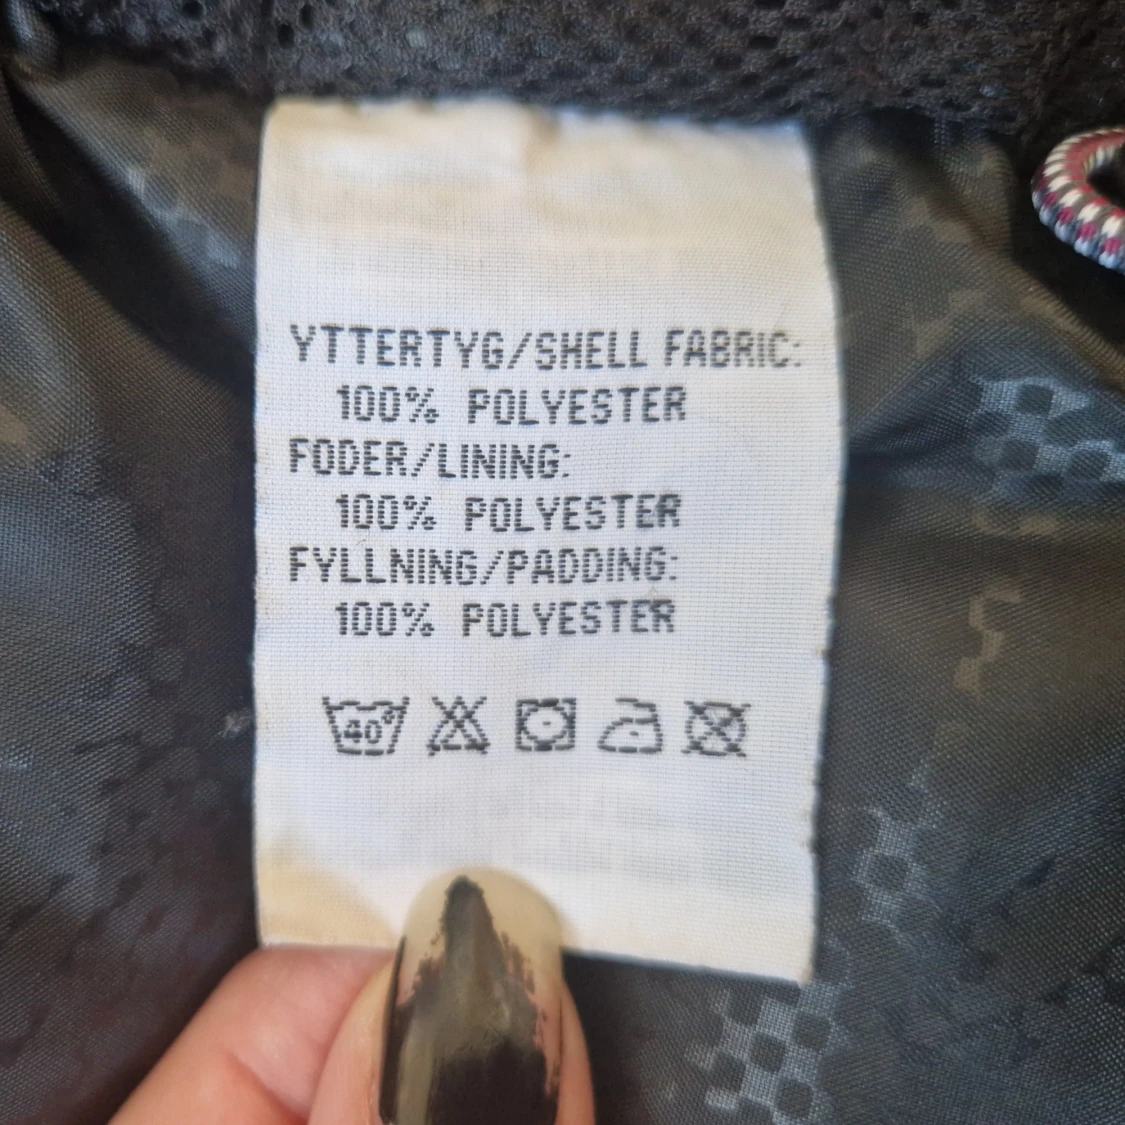 YTTERTYG/SHELL FABRIC:
100% POLYESTER
FODER/LINING:
100% POLYESTER
FYLLNING/PADDING:
100% POLYESTER
40°